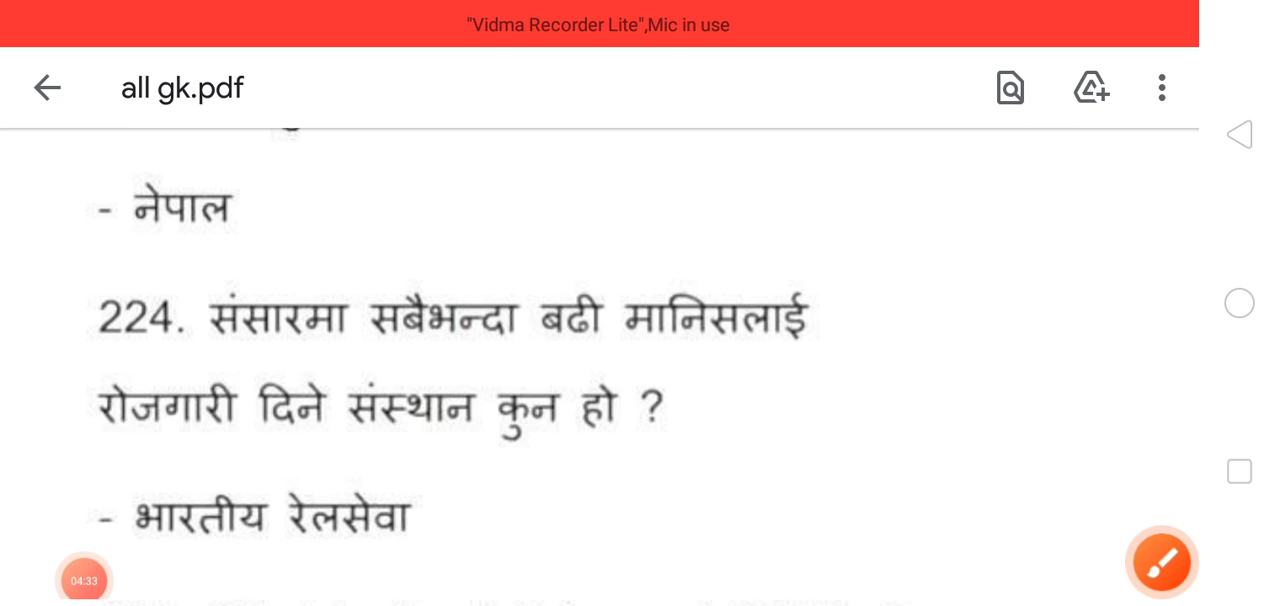 "Vidma Recorder Lite",Mic in use
all gk.pdf
- नेपाल
224. संसारमा सबैभन्दा बढी मानिसलाई
रोजगारी दिने संस्थान कुन हो ?
- भारतीय रेलसेवा
04:33